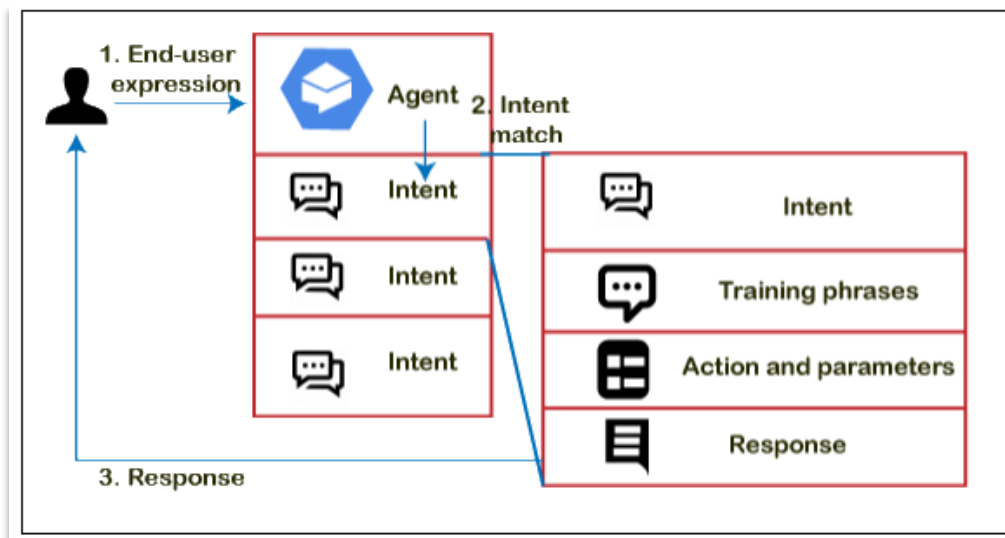 1. End-user
expression
Agent
2. Intent
match
Intent
Intent
Intent
Intent
Training phrases
Action and parameters
Response
3. Response